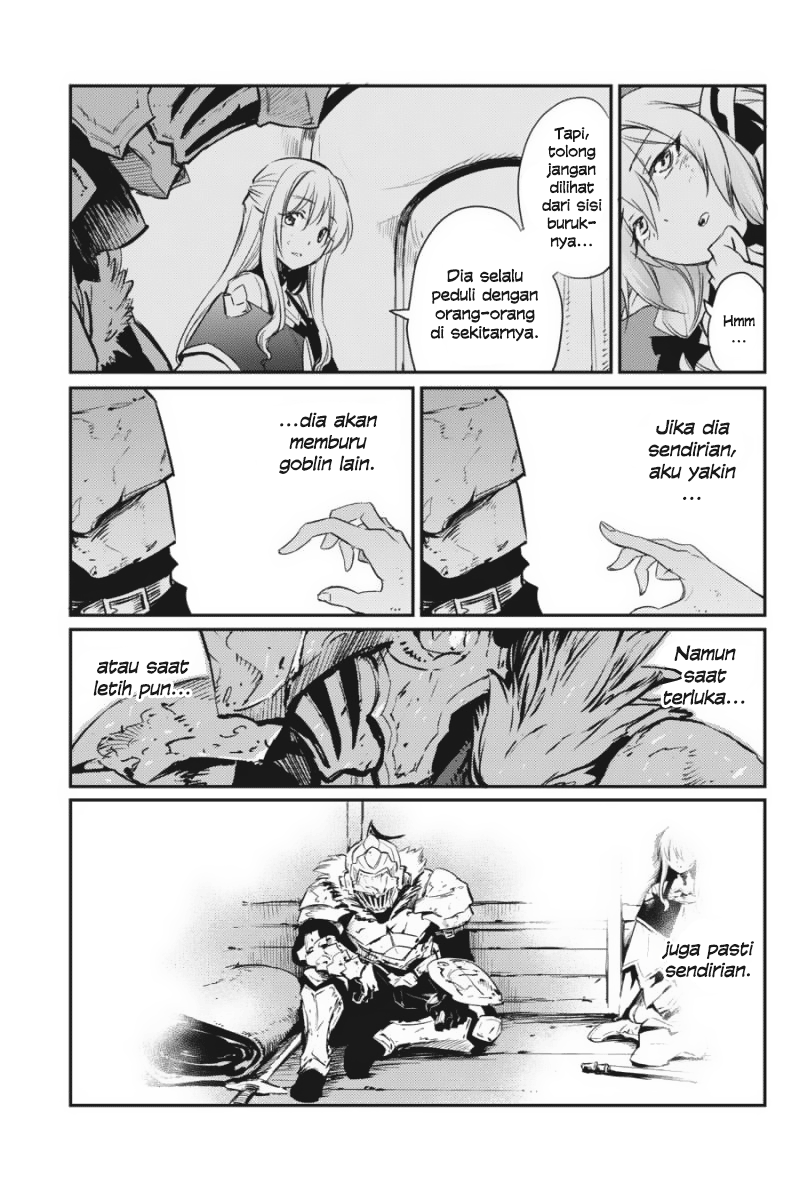 Hmm
...
Tapi,
tolong
jangan
dilihat
dari sisi
buruk-
nya...
Dia selalu
peduli dengan
orang-orang
di sekitarnya.
Jika dia
sendirian,
aku yakin
...
...dia akan
memburu
goblin lain.
Namun
saat
terluka...
atau saat
letih pun...
juga pasti
sendirian.